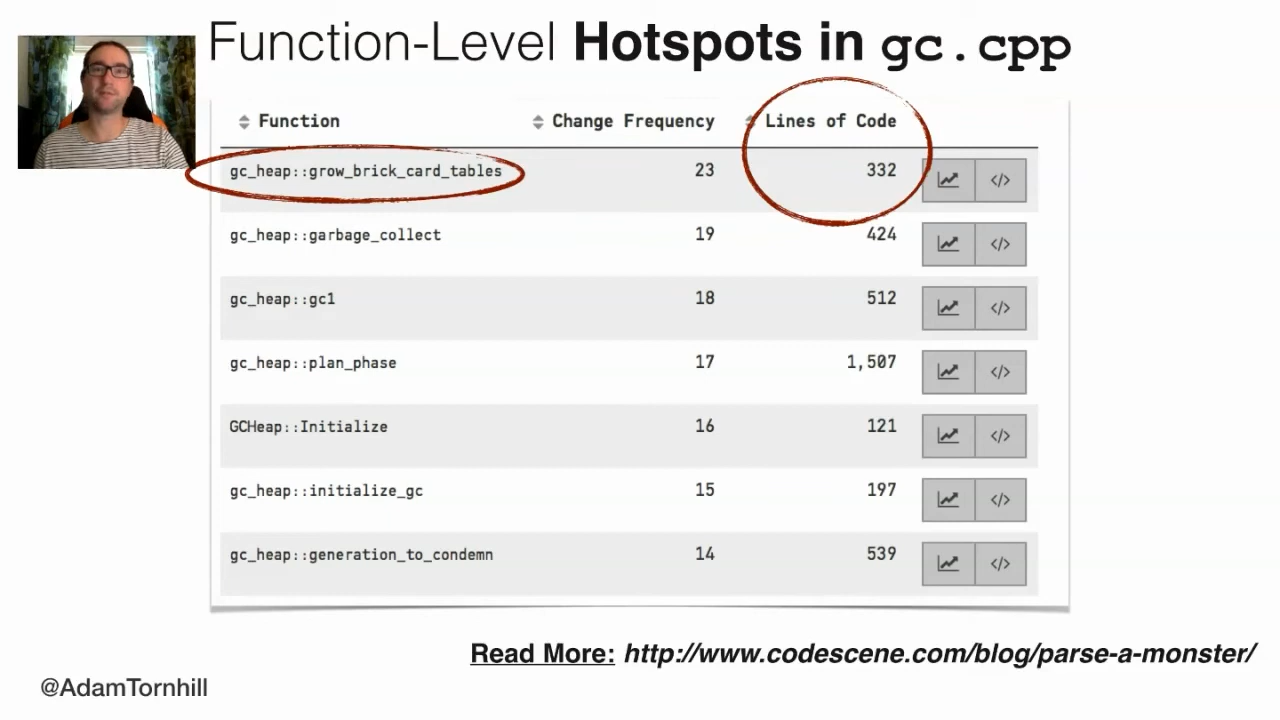 Function-Level Hotspots in gc.cpp
Function Change Frequency Lines of Code
gc_heap::grow_brick_card_tables 23 332 </>
gc_heap::garbage_collect 19 424 </>
gc_heap::gc1 18 512 </>
gc_heap::plan_phase 17 1,507 </>
GCHeap::Initialize 16 121 </>
gc_heap::initialize_gc 15 197 </>
gc_heap::generation_to_condemn 14 539 </>
Read More: http://www.codescene.com/blog/parse-a-monster/
@AdamTornhill